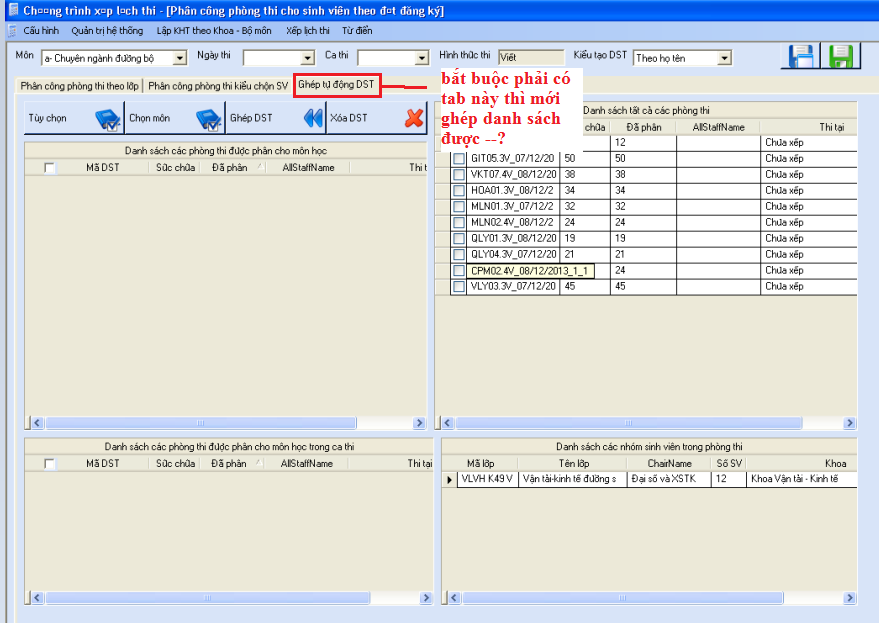 Ch¤¤ng trình x¤p l¤ch thi - [Phân công phòng thi cho sinh viên theo đ¤t đăng ký]
Cấu hình Quản trị hệ thống Lập KHT theo Khoa - Bộ môn Xếp lịch thi Từ điển
Môn a- Chuyên ngành đường bộ Ngày thi Ca thi Hình thức thi Viết Kiểu tạo DST Theo họ tên
Phân công phòng thi theo lớp Phân công phòng thi kiểu chọn SV Ghép tự động DST
bắt buộc phải có
tab này thì mới
ghép danh sách
được --?
Tùy chọn Chọn môn Ghép DST Xóa DST
Danh sách các phòng thi được phân cho môn học
Mã DST Sức chứa Đã phân AllStaffName Thi t
Danh sách tất cả các phòng thi
chứa Đã phân AllStaffName Thi tại
12 Chưa xếp
GIT05.3V_07/12/20 50 50 Chưa xếp
VKT07.4V_08/12/20 38 38 Chưa xếp
HOA01.3V_08/12/2 34 34 Chưa xếp
MLN01.3V_07/12/2 32 32 Chưa xếp
MLN02.4V_08/12/2 24 24 Chưa xếp
QLY01.3V_08/12/20 19 19 Chưa xếp
QLY04.3V_07/12/20 21 21 Chưa xếp
CPM02.4V_08/12/2013_1_1 24 Chưa xếp
VLY03.3V_07/12/20 45 45 Chưa xếp
Danh sách các phòng thi được phân cho môn học trong ca thi
Mã DST Sức chứa Đã phân AllStaffName Thi tại
Danh sách các nhóm sinh viên trong phòng thi
Mã lớp Tên lớp ChairName Số SV Khoa
VLVH K49 V Vận tải-kinh tế đường s Đại số và XSTK 12 Khoa Vận tải - Kinh tế